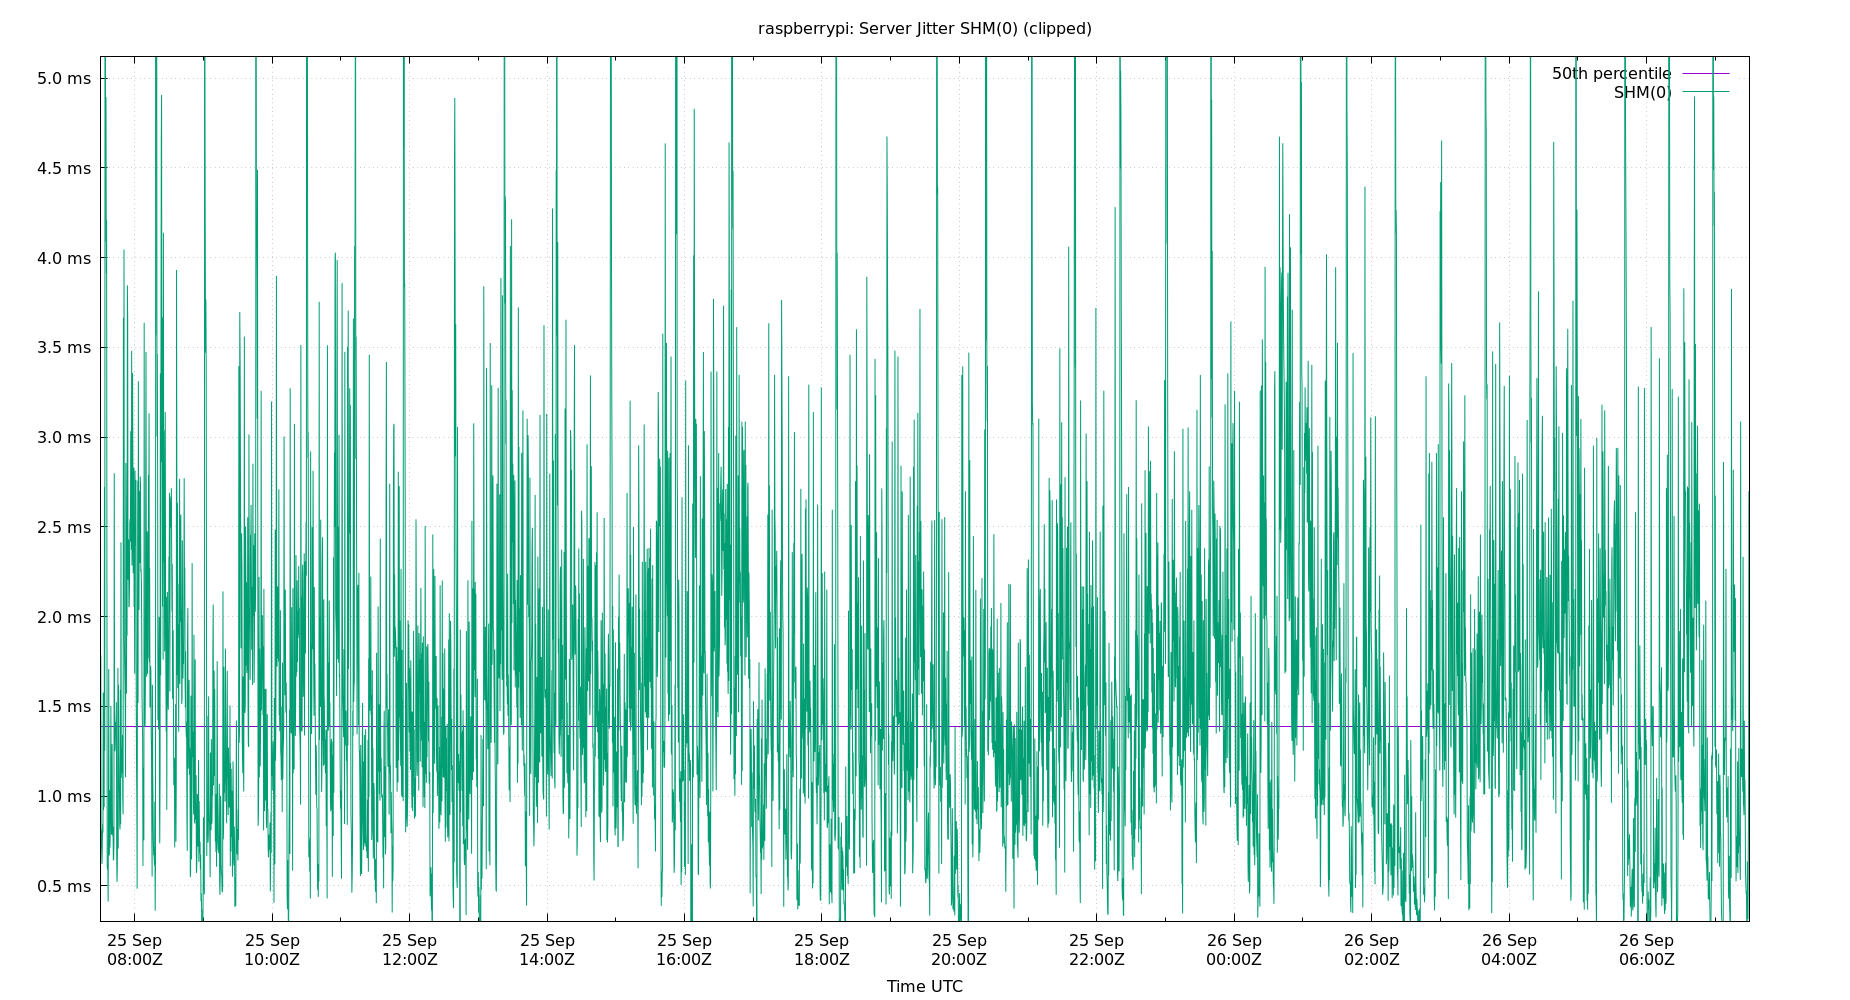 raspberrypi: Server Jitter SHM(0) (clipped)
5.0 ms
4.5 ms
4.0 ms
3.5 ms
3.0 ms
2.5 ms
2.0 ms
1.5 ms
1.0 ms
0.5 ms
50th percentile
SHM(0)
25 Sep 25 Sep 25 Sep 25 Sep 25 Sep 25 Sep 25 Sep 25 Sep 26 Sep 26 Sep 26 Sep 26 Sep
08:00Z 10:00Z 12:00Z 14:00Z 16:00Z 18:00Z 20:00Z 22:00Z 00:00Z 02:00Z 04:00Z 06:00Z
Time UTC